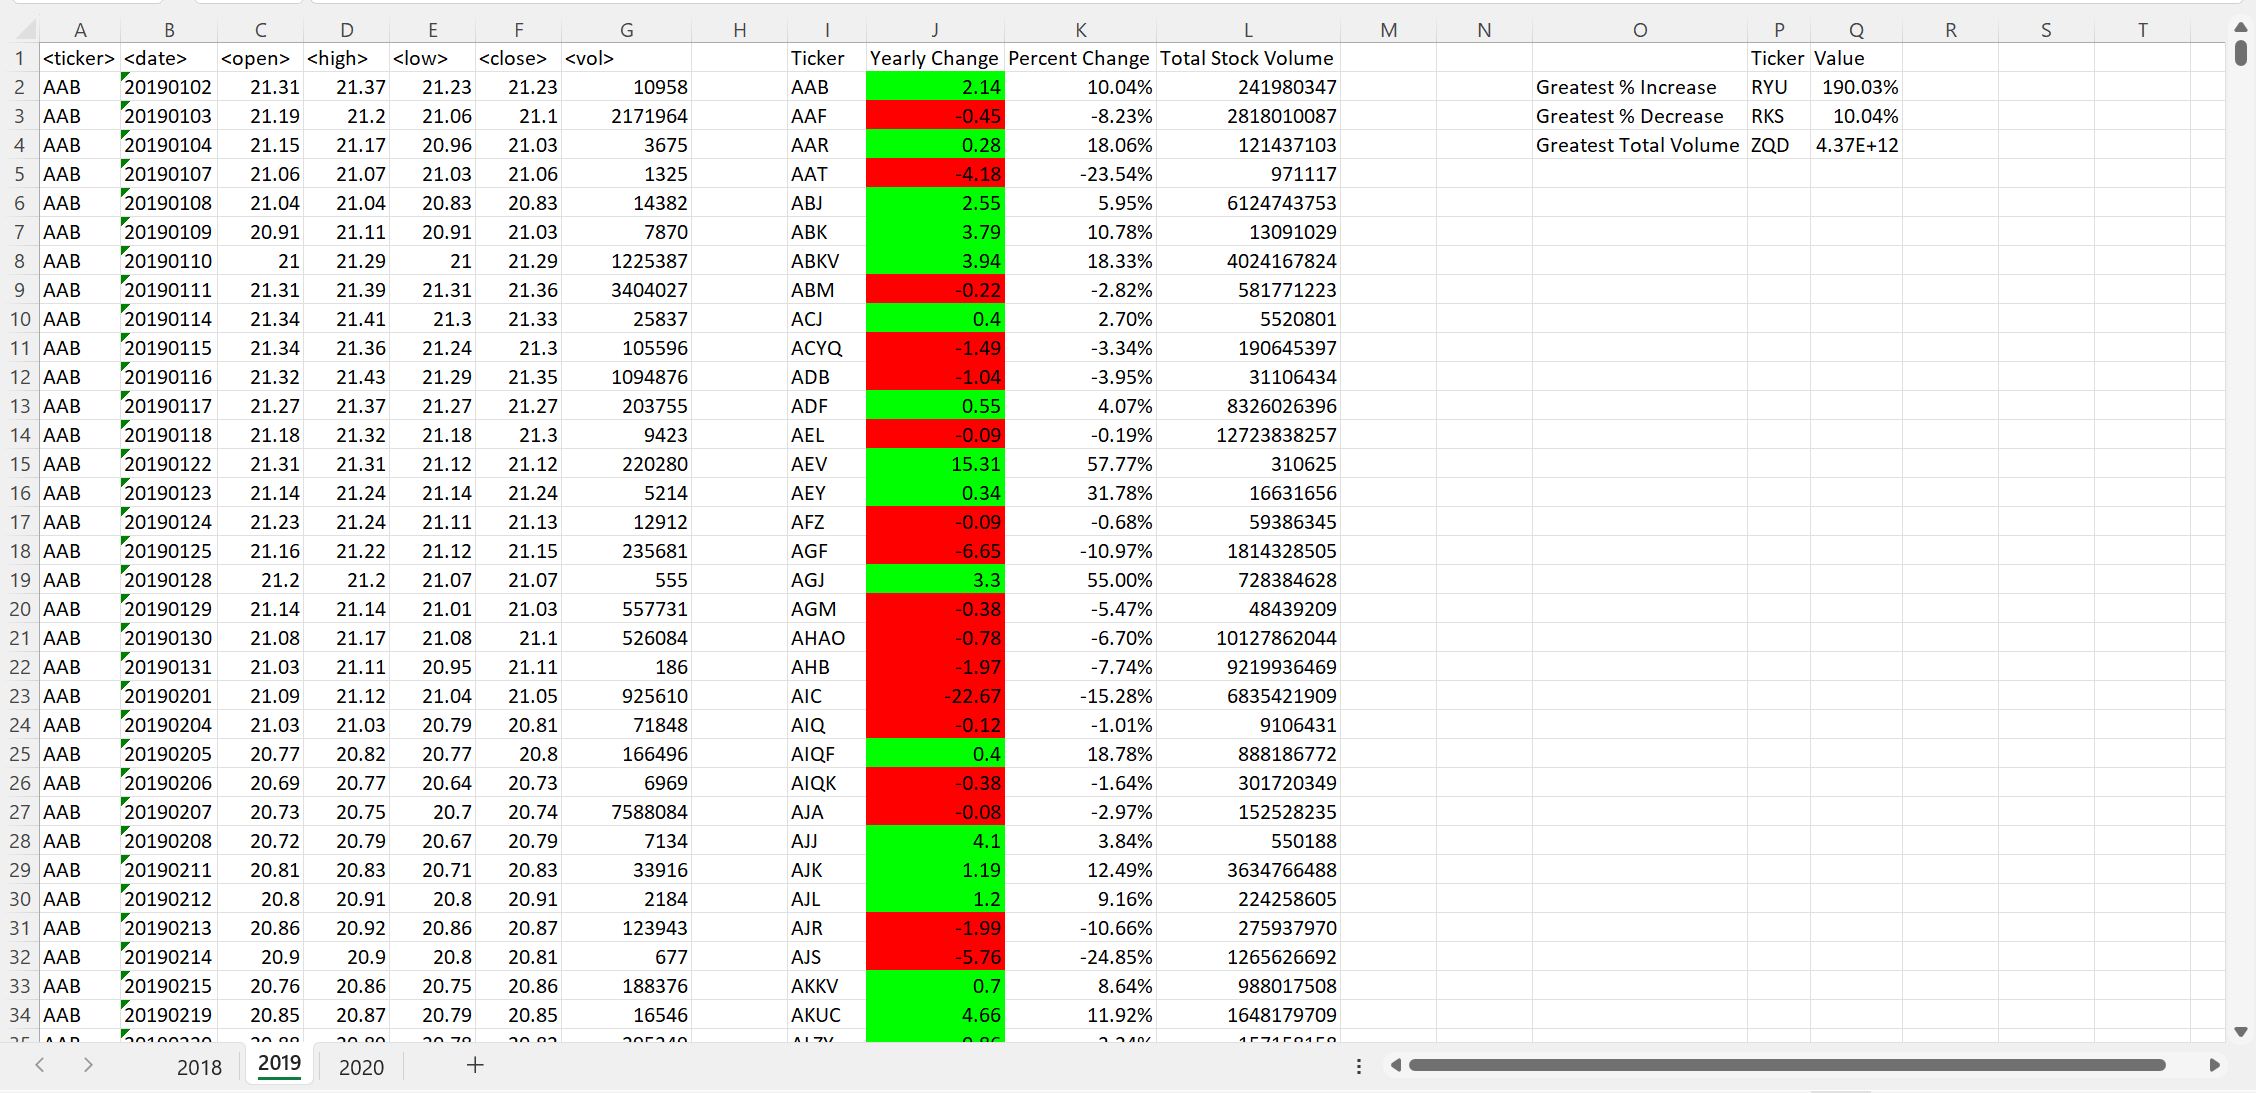 A B C D E F G H I J K L M N O P Q R S T
1 <ticker> <date> <open> <high> <low> <close> <vol> Ticker Yearly Change Percent Change Total Stock Volume Ticker Value
2 AAB 20190102 21.31 21.37 21.23 21.23 10958 AAB 2.14 10.04% 241980347 Greatest % Increase RYU 190.03%
3 AAB 20190103 21.19 21.2 21.06 21.1 2171964 AAF -0.45 -8.23% 2818010087 Greatest % Decrease RKS 10.04%
4 AAB 20190104 21.15 21.17 20.96 21.03 3675 AAR 0.28 18.06% 121437103 Greatest Total Volume ZQD 4.37E+12
5 AAB 20190107 21.06 21.07 21.03 21.06 1325 AAT -4.18 -23.54% 971117
6 AAB 20190108 21.04 21.04 20.83 20.83 14382 ABJ 2.55 5.95% 6124743753
7 AAB 20190109 20.91 21.11 20.91 21.03 7870 ABK 3.79 10.78% 13091029
8 AAB 20190110 21 21.29 21 21.29 1225387 ABKV 3.94 18.33% 4024167824
9 AAB 20190111 21.31 21.39 21.31 21.36 3404027 ABM -0.22 -2.82% 581771223
10 AAB 20190114 21.34 21.41 21.3 21.33 25837 ACJ 0.4 2.70% 5520801
11 AAB 20190115 21.34 21.36 21.24 21.3 105596 ACYQ -1.49 -3.34% 190645397
12 AAB 20190116 21.32 21.43 21.29 21.35 1094876 ADB -1.04 -3.95% 31106434
13 AAB 20190117 21.27 21.37 21.27 21.27 203755 ADF 0.55 4.07% 8326026396
14 AAB 20190118 21.18 21.32 21.18 21.3 9423 AEL -0.09 -0.19% 12723838257
15 AAB 20190122 21.31 21.31 21.12 21.12 220280 AEV 15.31 57.77% 310625
16 AAB 20190123 21.14 21.24 21.14 21.24 5214 AEY 0.34 31.78% 16631656
17 AAB 20190124 21.23 21.24 21.11 21.13 12912 AFZ -0.09 -0.68% 59386345
18 AAB 20190125 21.16 21.22 21.12 21.15 235681 AGF -6.65 -10.97% 1814328505
19 AAB 20190128 21.2 21.2 21.07 21.07 555 AGJ 3.3 55.00% 728384628
20 AAB 20190129 21.14 21.14 21.01 21.03 557731 AGM -0.38 -5.47% 48439209
21 AAB 20190130 21.08 21.17 21.08 21.1 526084 AHAO -0.78 -6.70% 10127862044
22 AAB 20190131 21.03 21.11 20.95 21.11 186 AHB -1.97 -7.74% 9219936469
23 AAB 20190201 21.09 21.12 21.04 21.05 925610 AIC -22.67 -15.28% 6835421909
24 AAB 20190204 21.03 21.03 20.79 20.81 71848 AIQ -0.12 -1.01% 9106431
25 AAB 20190205 20.77 20.82 20.77 20.8 166496 AIQF 0.4 18.78% 888186772
26 AAB 20190206 20.69 20.77 20.64 20.73 6969 AIQK -0.38 -1.64% 301720349
27 AAB 20190207 20.73 20.75 20.7 20.74 7588084 AJA -0.08 -2.97% 152528235
28 AAB 20190208 20.72 20.79 20.67 20.79 7134 AJJ 4.1 3.84% 550188
29 AAB 20190211 20.81 20.83 20.71 20.83 33916 AJK 1.19 12.49% 3634766488
30 AAB 20190212 20.8 20.91 20.8 20.91 2184 AJL 1.2 9.16% 224258605
31 AAB 20190213 20.86 20.92 20.86 20.87 123943 AJR -1.99 -10.66% 275937970
32 AAB 20190214 20.9 20.9 20.8 20.81 677 AJS -5.76 -24.85% 1265626692
33 AAB 20190215 20.76 20.86 20.75 20.86 188376 AKKV 0.7 8.64% 988017508
34 AAB 20190219 20.85 20.87 20.79 20.85 16546 AKUC 4.66 11.92% 1648179709
2018 2019 2020